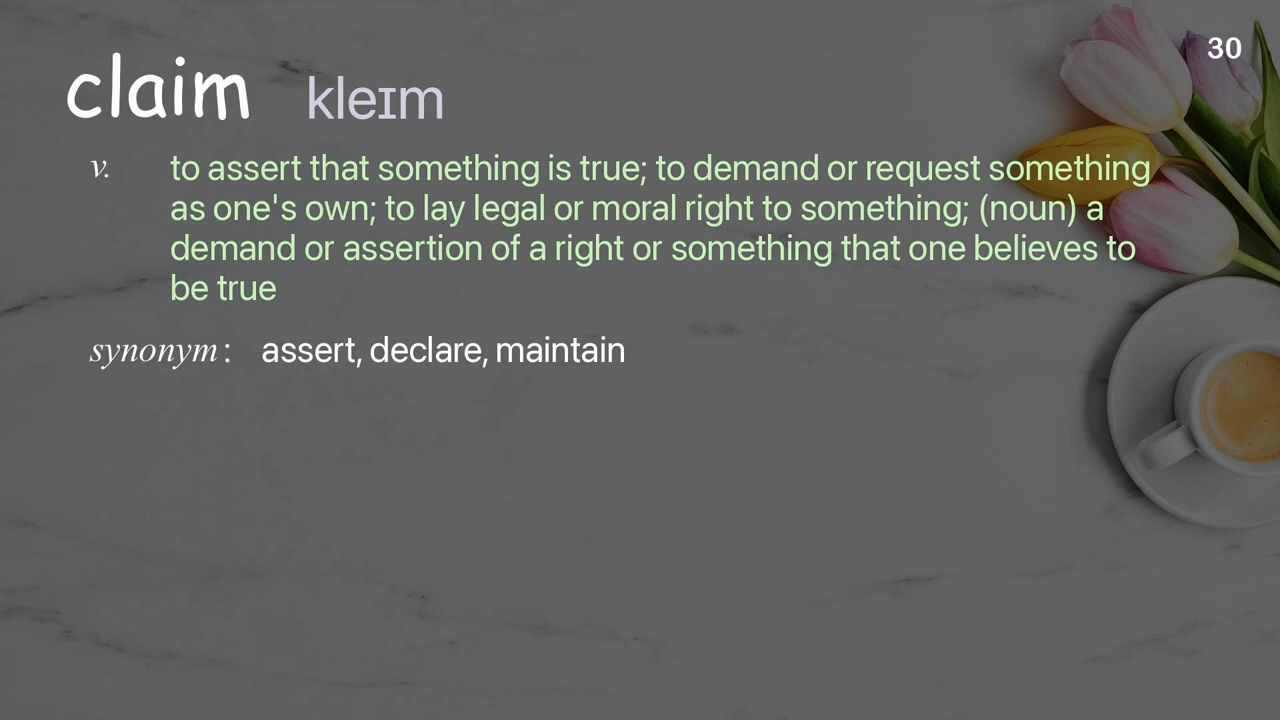 30
claim kleɪm
v. to assert that something is true; to demand or request something
as one's own; to lay legal or moral right to something; (noun) a
demand or assertion of a right or something that one believes to
be true
synonym: assert, declare, maintain